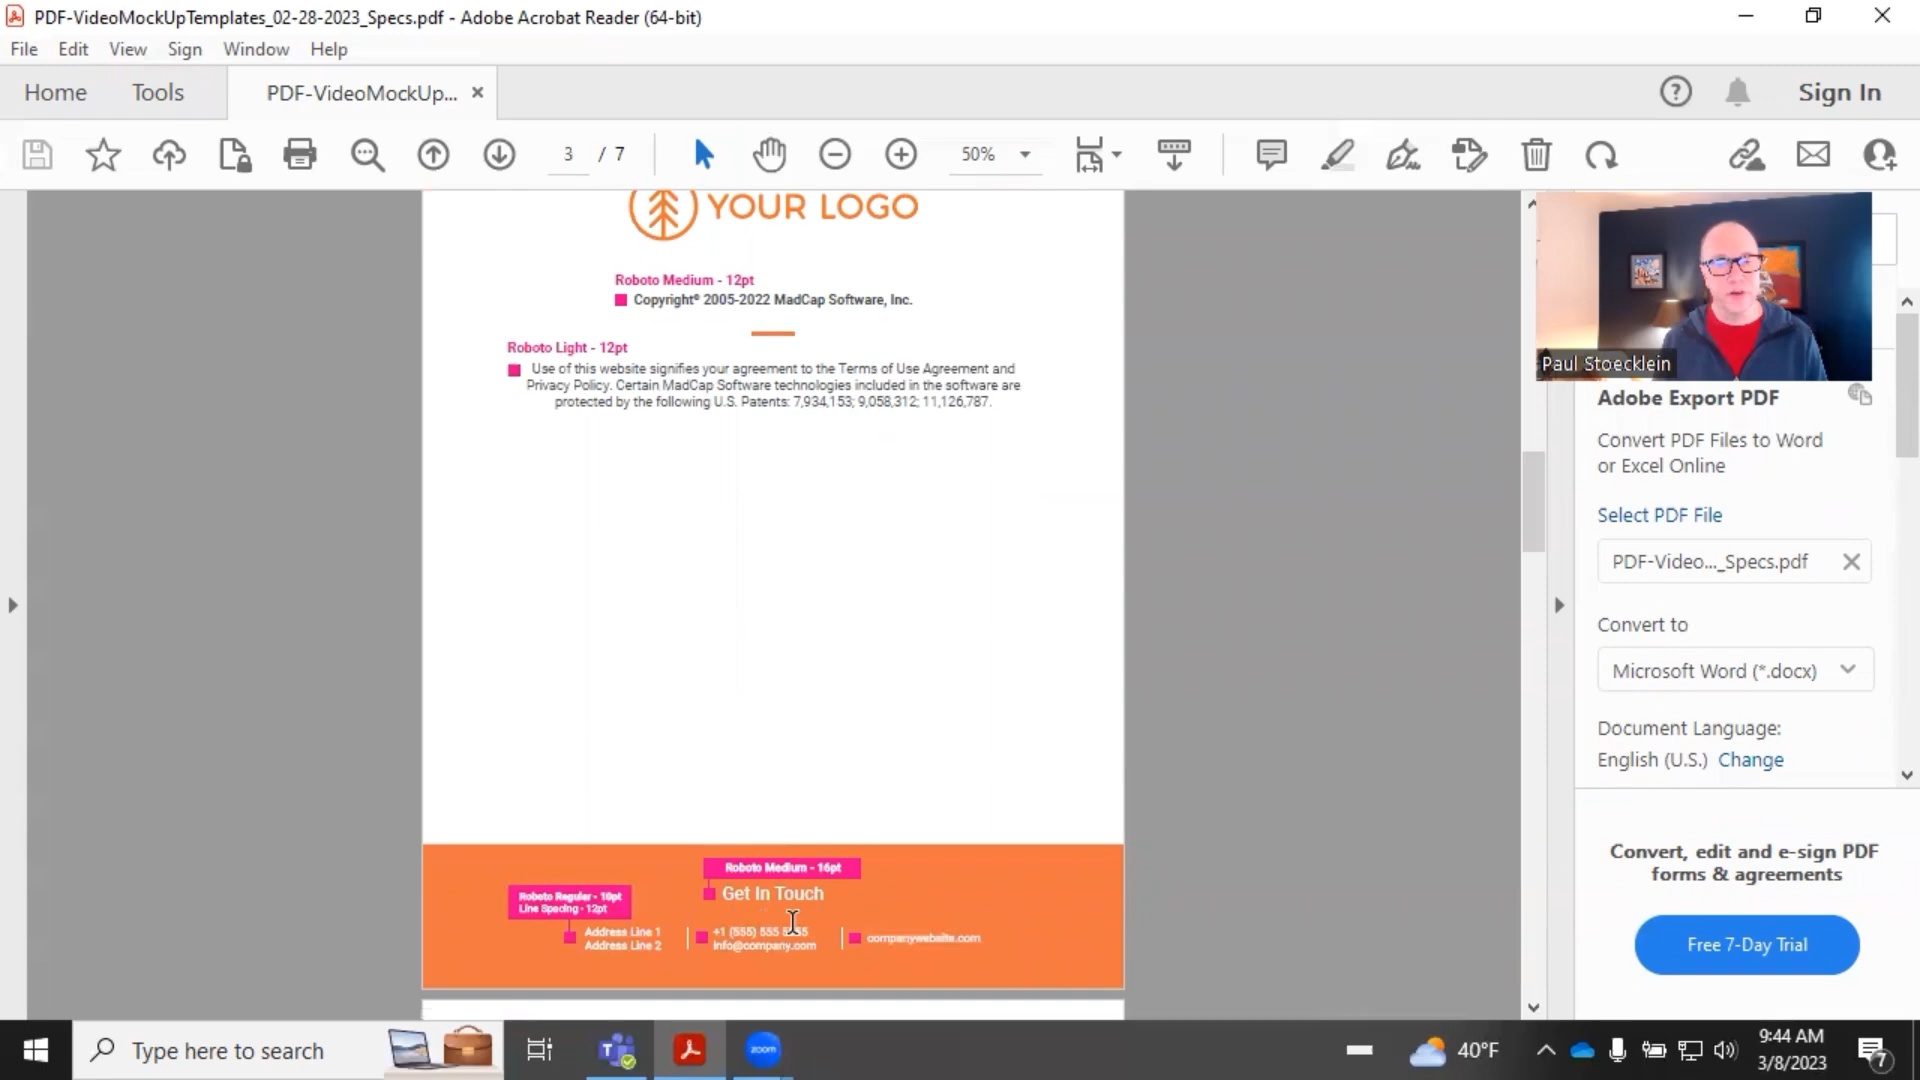 PDF-VideoMockUpTemplates_02-28-2023_Specs.pdf - Adobe Acrobat Reader (64-bit)
File Edit View Sign Window Help
Home Tools PDF-VideoMockUp... × Sign In
3 / 7 50%
YOUR LOGO
Roboto Medium - 12pt
Copyright® 2005-2022 MadCap Software, Inc.
Roboto Light - 12pt
Use of this website signifies your agreement to the Terms of Use Agreement and
Privacy Policy. Certain MadCap Software technologies included in the software are
protected by the following U.S. Patents: 7,934,153; 9,058,312; 11,126,787.
Roboto Medium - 16pt
Get In Touch
Roboto Regular - 10pt
Line Spacing - 12pt
Address Line 1
Address Line 2
+1 (555) 555
info@company.com
companywebsite.com
Paul Stoecklein
Adobe Export PDF
Convert PDF Files to Word
or Excel Online
Select PDF File
PDF-Video..._Specs.pdf
Convert to
Microsoft Word (*.docx)
Document Language:
English (U.S.) Change
Convert, edit and e-sign PDF
forms & agreements
Free 7-Day Trial
Type here to search
zoom
40°F
9:44 AM
3/8/2023
7